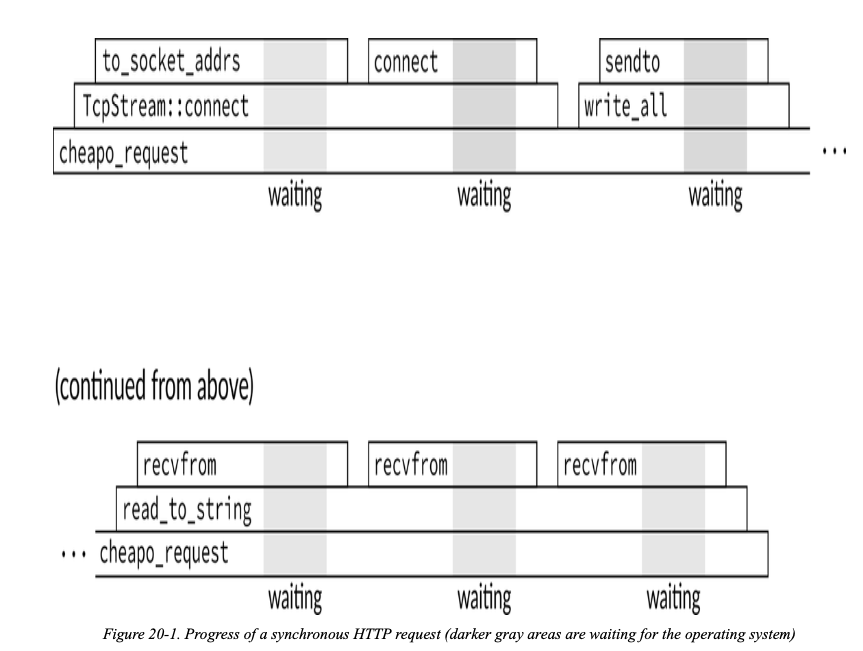 to_socket_addrs connect sendto
TcpStream::connect write_all
cheapo_request ...
waiting waiting waiting
(continued from above)
recvfrom recvfrom recvfrom
read_to_string
... cheapo_request
waiting waiting waiting
Figure 20-1. Progress of a synchronous HTTP request (darker gray areas are waiting for the operating system)